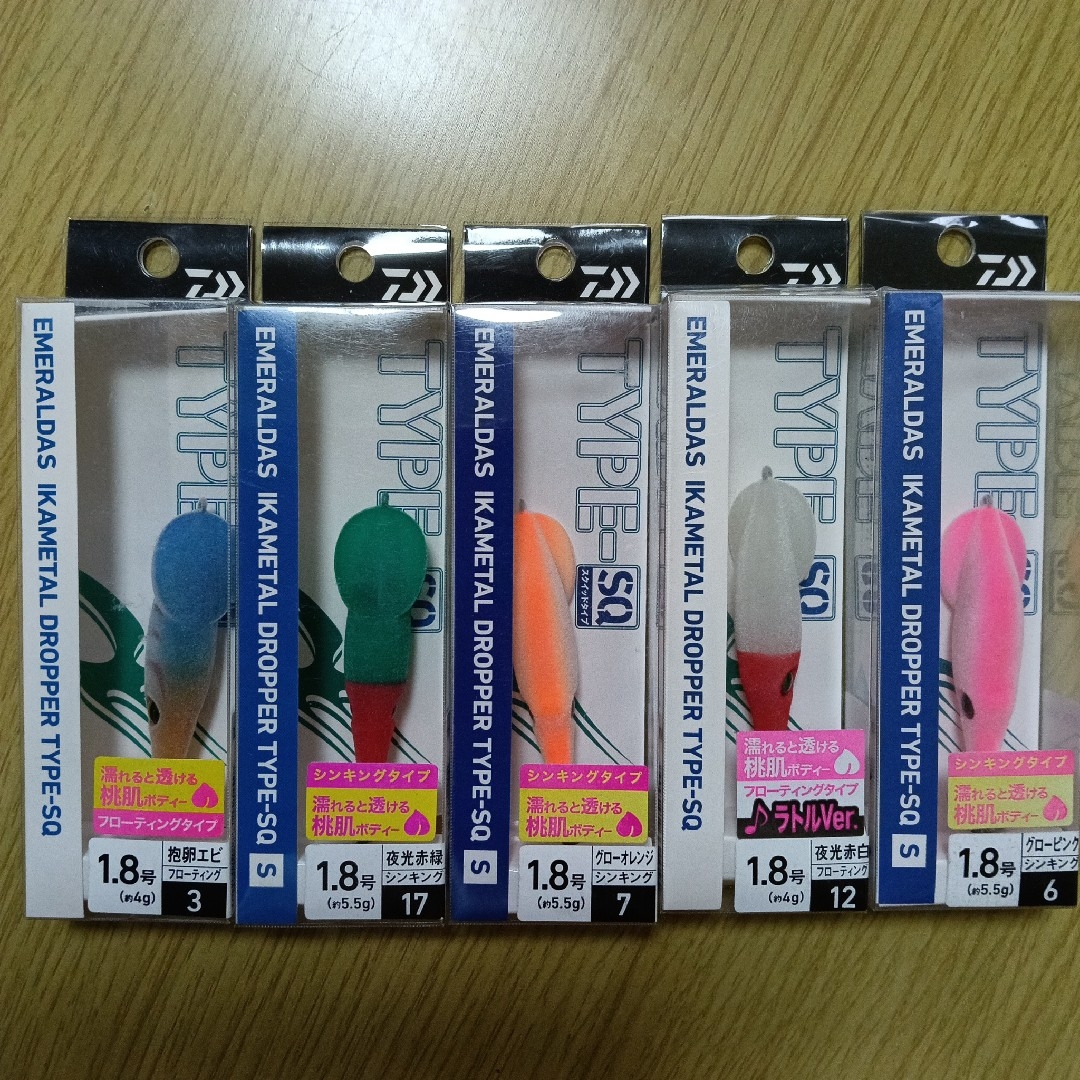 EMERALDAS IKAMETAL DROPPER TYPE-SQ
TYPE
濡れると透ける
桃肌ボディー
フローティングタイプ
1.8号
(約4g)
抱卵エビ
フローティング
3
EMERALDAS IKAMETAL DROPPER TYPE-SQ S
TYPE-SQ
シンキングタイプ
濡れると透ける
桃肌ボディー
1.8号
(約5.5g)
夜光赤緑
シンキング
17
EMERALDAS IKAMETAL DROPPER TYPE-SQ S
TYPE-SQ
スクイッドタイプ
シンキングタイプ
濡れると透ける
桃肌ボディー
1.8号
(約5.5g)
グローオレンジ
シンキング
7
EMERALDAS IKAMETAL DROPPER TYPE-SQ
TYPE-SQ
濡れると透ける
桃肌ボディー
フローティングタイプ
ラトルVer.
1.8号
(約4g)
夜光赤白
フローティング
12
EMERALDAS IKAMETAL DROPPER TYPE-SQ S
TYPE-SQ
シンキングタイプ
濡れると透ける
桃肌ボディー
1.8号
(約5.5g)
グローピンク
シンキング
6